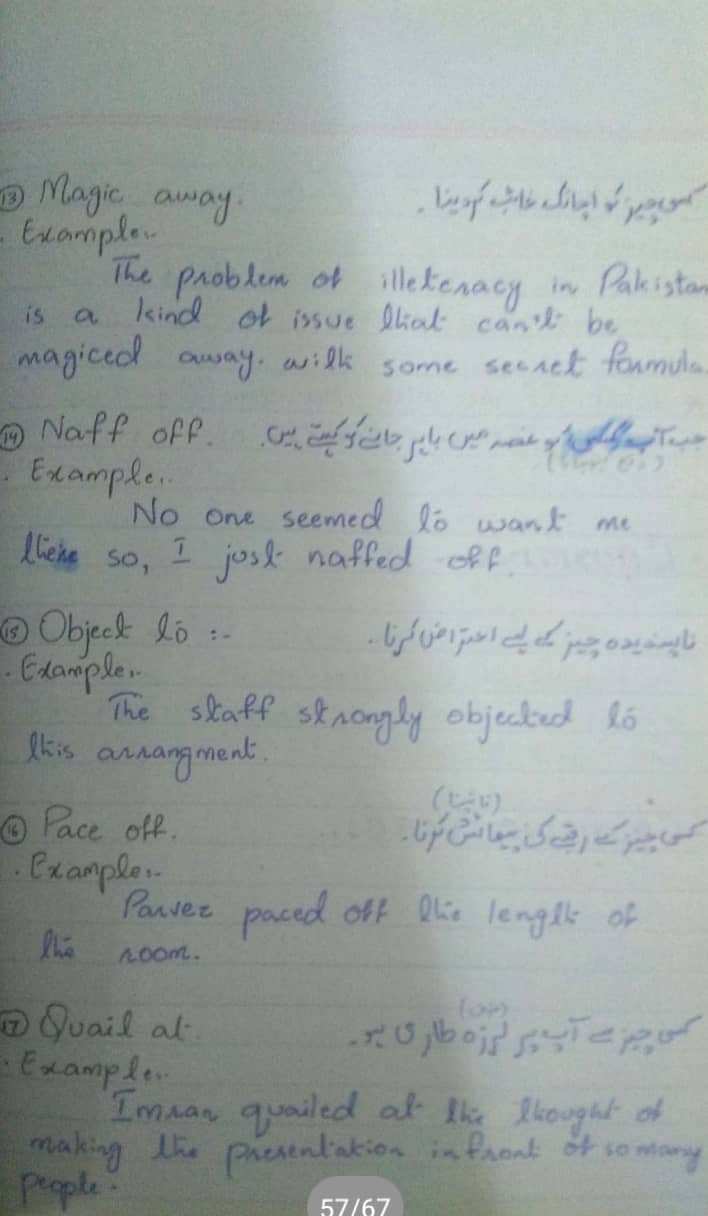 ⑬ Magic away. کسی چیز کو اچانک غائب کر دینا .
. Example:-
The problem of illetenacy in Pakistan
is a kind of issue that can't be
magiced away. with some secret formula.
⑭ Naff off. جب آپ کو غصہ میں باہر جانے کو کہتے ہیں.
. Example:.
No one seemed to want me
there so, I just naffed off.
⑮ Object to :- ناپسندیدہ چیز کے لیے اعتراض کرنا .
. Example:.
The staff strongly objected to
this arrangment.
(ناپنا)
⑯ Pace off. کسی چیز کے رقبے کی پیمائش کرنا.
. Example:-
Parvez paced off the length of
the room.
⑰ Quail at. کسی چیز سے آپ پر لرزہ طاری ہو.
. Example:.
Imran quailed at the thought of
making the presentation infront of so many
people.
57/67